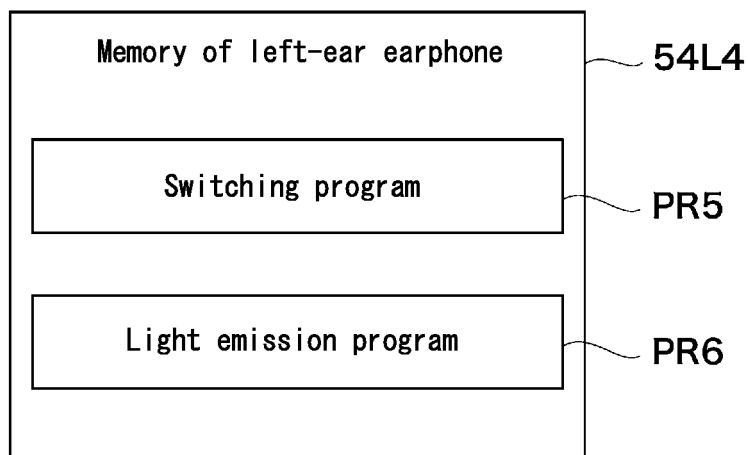 Memory of left-ear earphone
54L4
Switching program
PR5
Light emission program
PR6